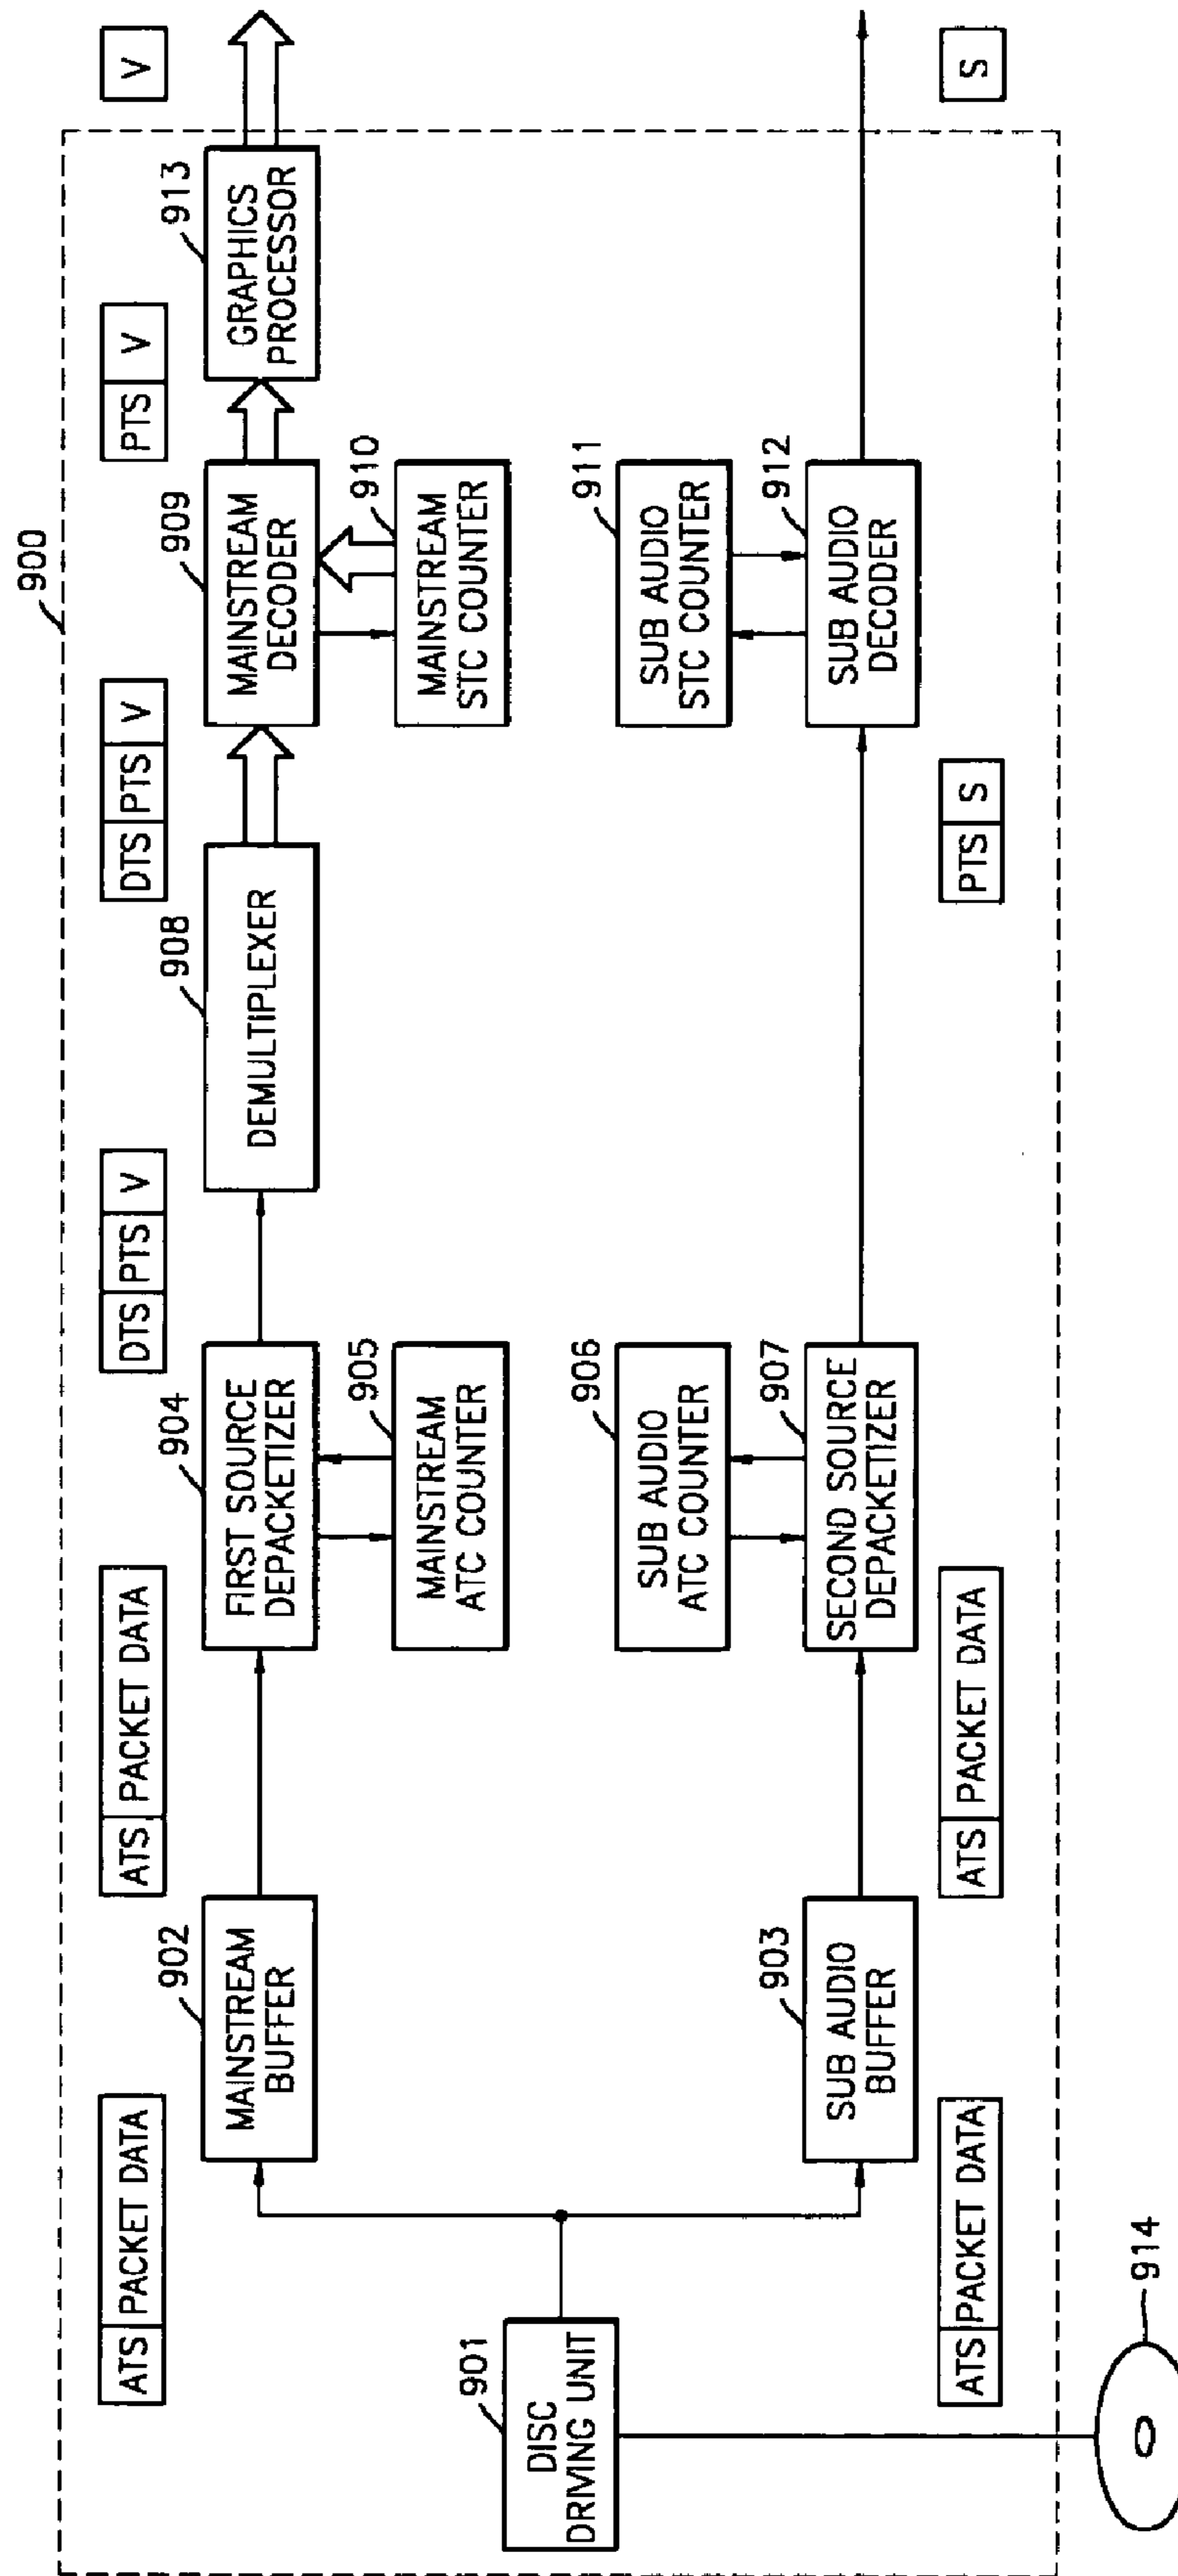 900
V
PTS V
DTS PTS V
DTS PTS V
ATS PACKET DATA
ATS PACKET DATA
901
DISC
DRIVING UNIT
902
MAINSTREAM
BUFFER
904
FIRST SOURCE
DEPACKETIZER
908
DEMULTIPLEXER
909
MAINSTREAM
DECODER
913
GRAPHICS
PROCESSOR
905
MAINSTREAM
ATC COUNTER
910
MAINSTREAM
STC COUNTER
906
SUB AUDIO
ATC COUNTER
911
SUB AUDIO
STC COUNTER
903
SUB AUDIO
BUFFER
907
SECOND SOURCE
DEPACKETIZER
912
SUB AUDIO
DECODER
ATS PACKET DATA
ATS PACKET DATA
PTS S
S
914